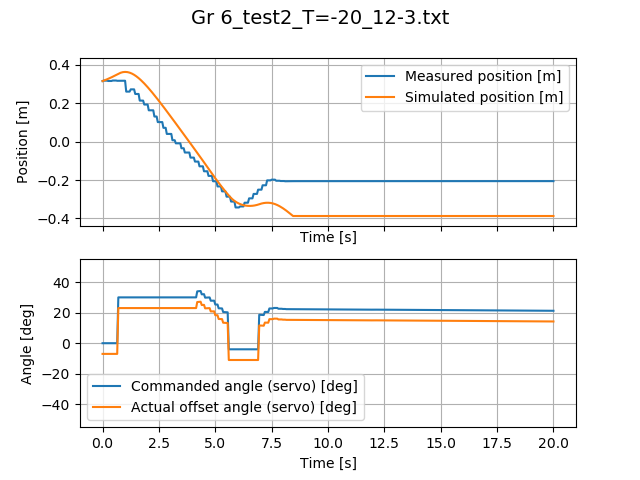 Gr 6_test2_T=-20_12-3.txt
0.4
0.2
0.0
−0.2
−0.4
Position [m]
Measured position [m]
Simulated position [m]
Time [s]
40
20
0
−20
−40
Angle [deg]
Commanded angle (servo) [deg]
Actual offset angle (servo) [deg]
0.0 2.5 5.0 7.5 10.0 12.5 15.0 17.5 20.0
Time [s]